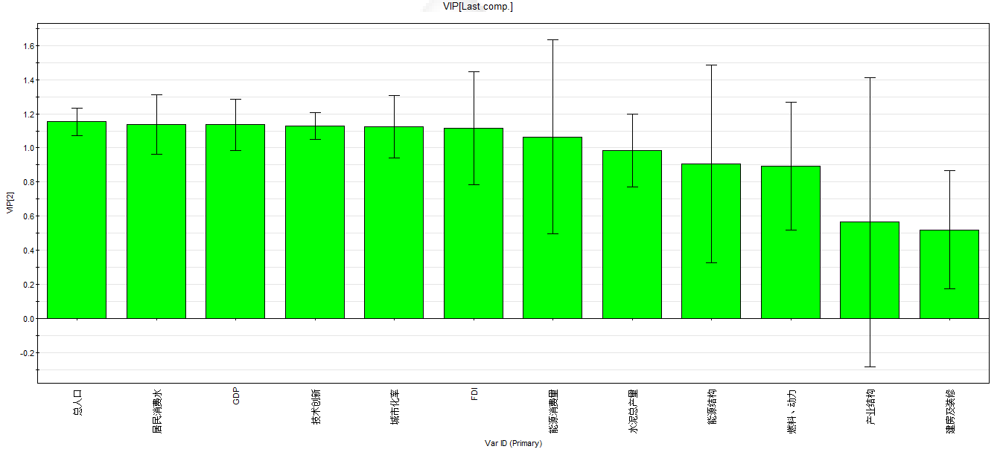 VIP[Last comp.]
1.6
1.4
1.2
1.0
0.8
0.6
0.4
0.2
0.0
-0.2
VIP[2]
总人口
居民消费水
GDP
技术创新
城市化率
FDI
能源消费里
水泥总产里
能源结构
燃料、动力
产业结构
建房及装修
Var ID (Primary)